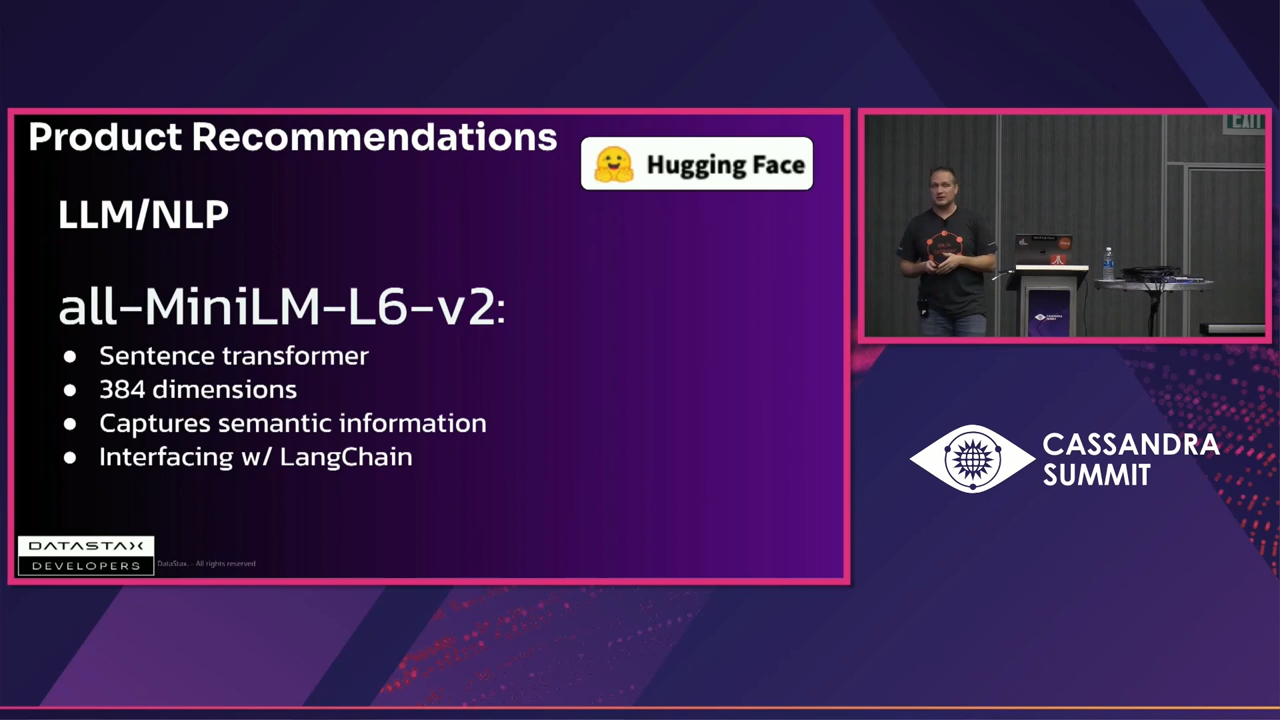 Product Recommendations
Hugging Face
LLM/NLP
all-MiniLM-L6-v2:
● Sentence transformer
● 384 dimensions
● Captures semantic information
● Interfacing w/ LangChain
DATASTAX
DEVELOPERS
DataStax. - All rights reserved
EXIT
CASSANDRA
SUMMIT